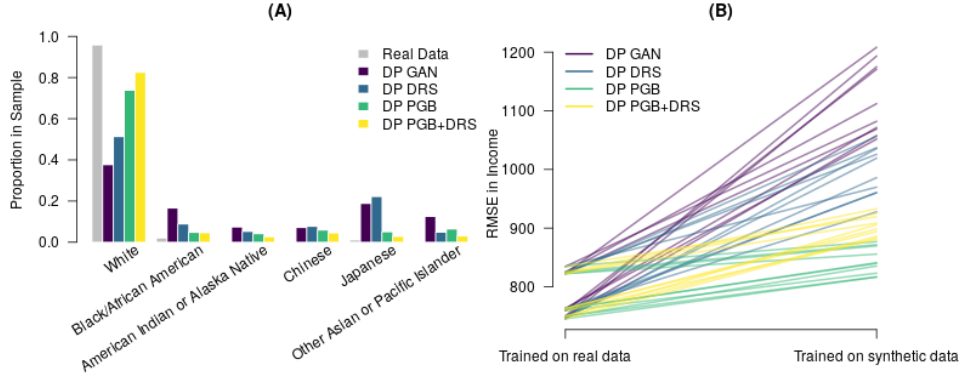 (A)
Proportion in Sample
1.0
0.8
0.6
0.4
0.2
0.0
Real Data
DP GAN
DP DRS
DP PGB
DP PGB+DRS
White
Black/African American
American Indian or Alaska Native
Chinese
Japanese
Other Asian or Pacific Islander
(B)
RMSE in Income
1200
1100
1000
900
800
DP GAN
DP DRS
DP PGB
DP PGB+DRS
Trained on real data
Trained on synthetic data